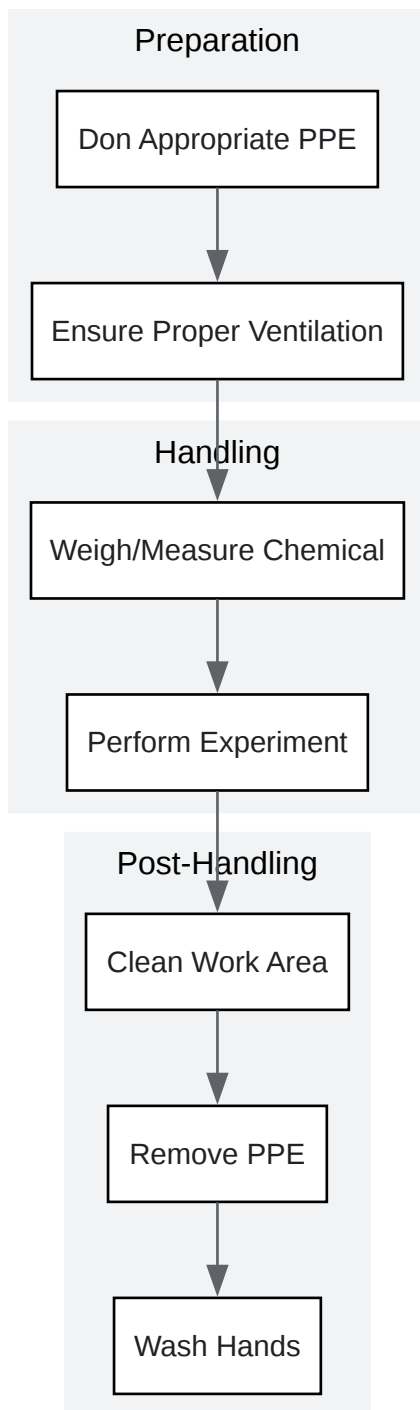 Preparation
Don Appropriate PPE
Ensure Proper Ventilation
Handling
Weigh/Measure Chemical
Perform Experiment
Post-Handling
Clean Work Area
Remove PPE
Wash Hands